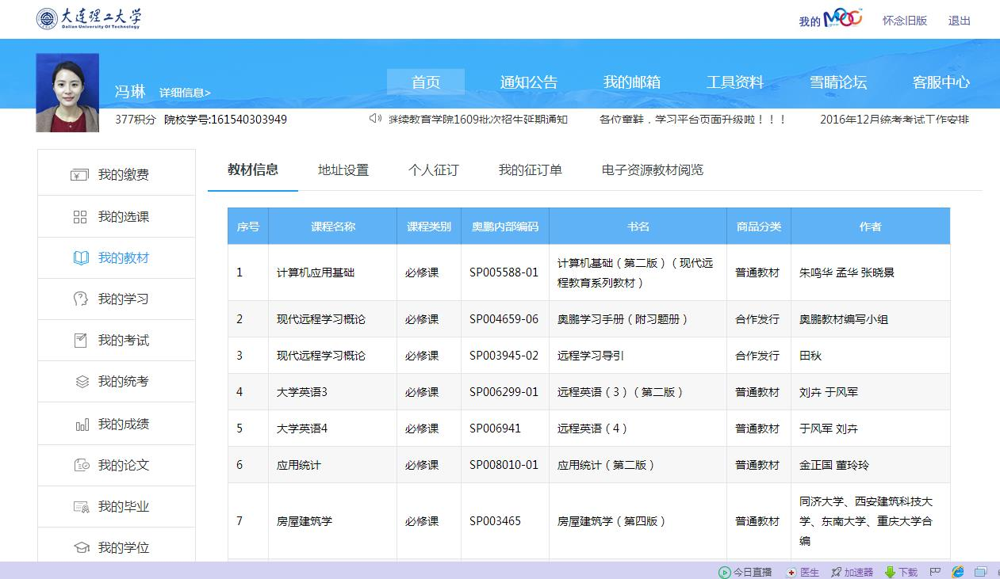 大连理工大学
Dalian University Of Technology
我的 MOOC 怀念旧版 退出
首页 通知公告 我的邮箱 工具资料 雪晴论坛 客服中心
冯琳 详细信息>
377积分 院校学号:161540303949
继续教育学院1609批次招生延期通知 各位童鞋，学习平台页面升级啦！！！ 2016年12月统考考试工作安排
我的缴费
我的选课
我的教材
我的学习
我的考试
我的统考
我的成绩
我的论文
我的毕业
我的学位
教材信息 地址设置 个人征订 我的征订单 电子资源教材阅览
序号 课程名称 课程类别 奥鹏内部编码 书名 商品分类 作者
1 计算机应用基础 必修课 SP005588-01 计算机基础（第二版）（现代远
程教育系列教材） 普通教材 朱鸣华 孟华 张晓景
2 现代远程学习概论 必修课 SP004659-06 奥鹏学习手册（附习题册） 合作发行 奥鹏教材编写小组
3 现代远程学习概论 必修课 SP003945-02 远程学习导引 合作发行 田秋
4 大学英语3 必修课 SP006299-01 远程英语（3）（第二版） 普通教材 刘卉 于风军
5 大学英语4 必修课 SP006941 远程英语（4） 普通教材 于风军 刘卉
6 应用统计 必修课 SP008010-01 应用统计（第二版） 普通教材 金正国 董玲玲
7 房屋建筑学 必修课 SP003465 房屋建筑学（第四版） 普通教材 同济大学、西安建筑科技大
学、东南大学、重庆大学合
编
今日直播 医生 加速器 下载